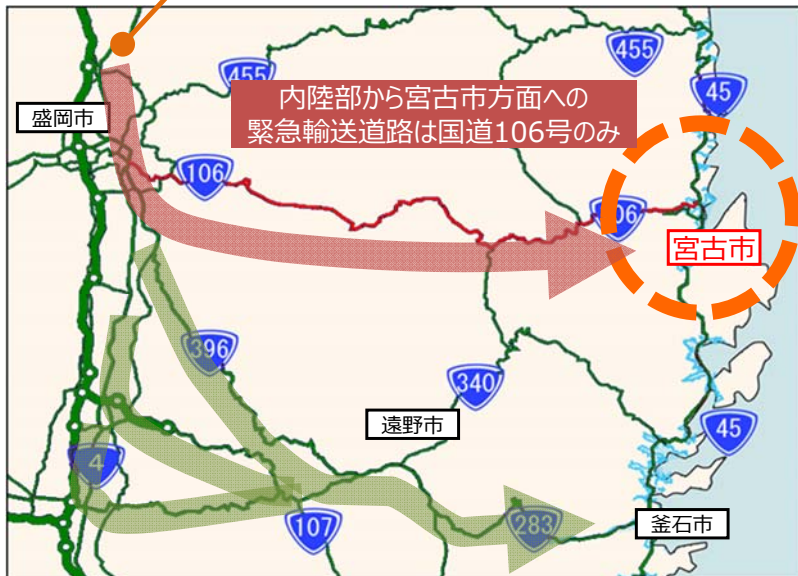 455
455
45
内陸部から宮古市方面への
緊急輸送道路は国道106号のみ
盛岡市
106
106
宮古市
396
340
遠野市
45
4
107
283
釜石市